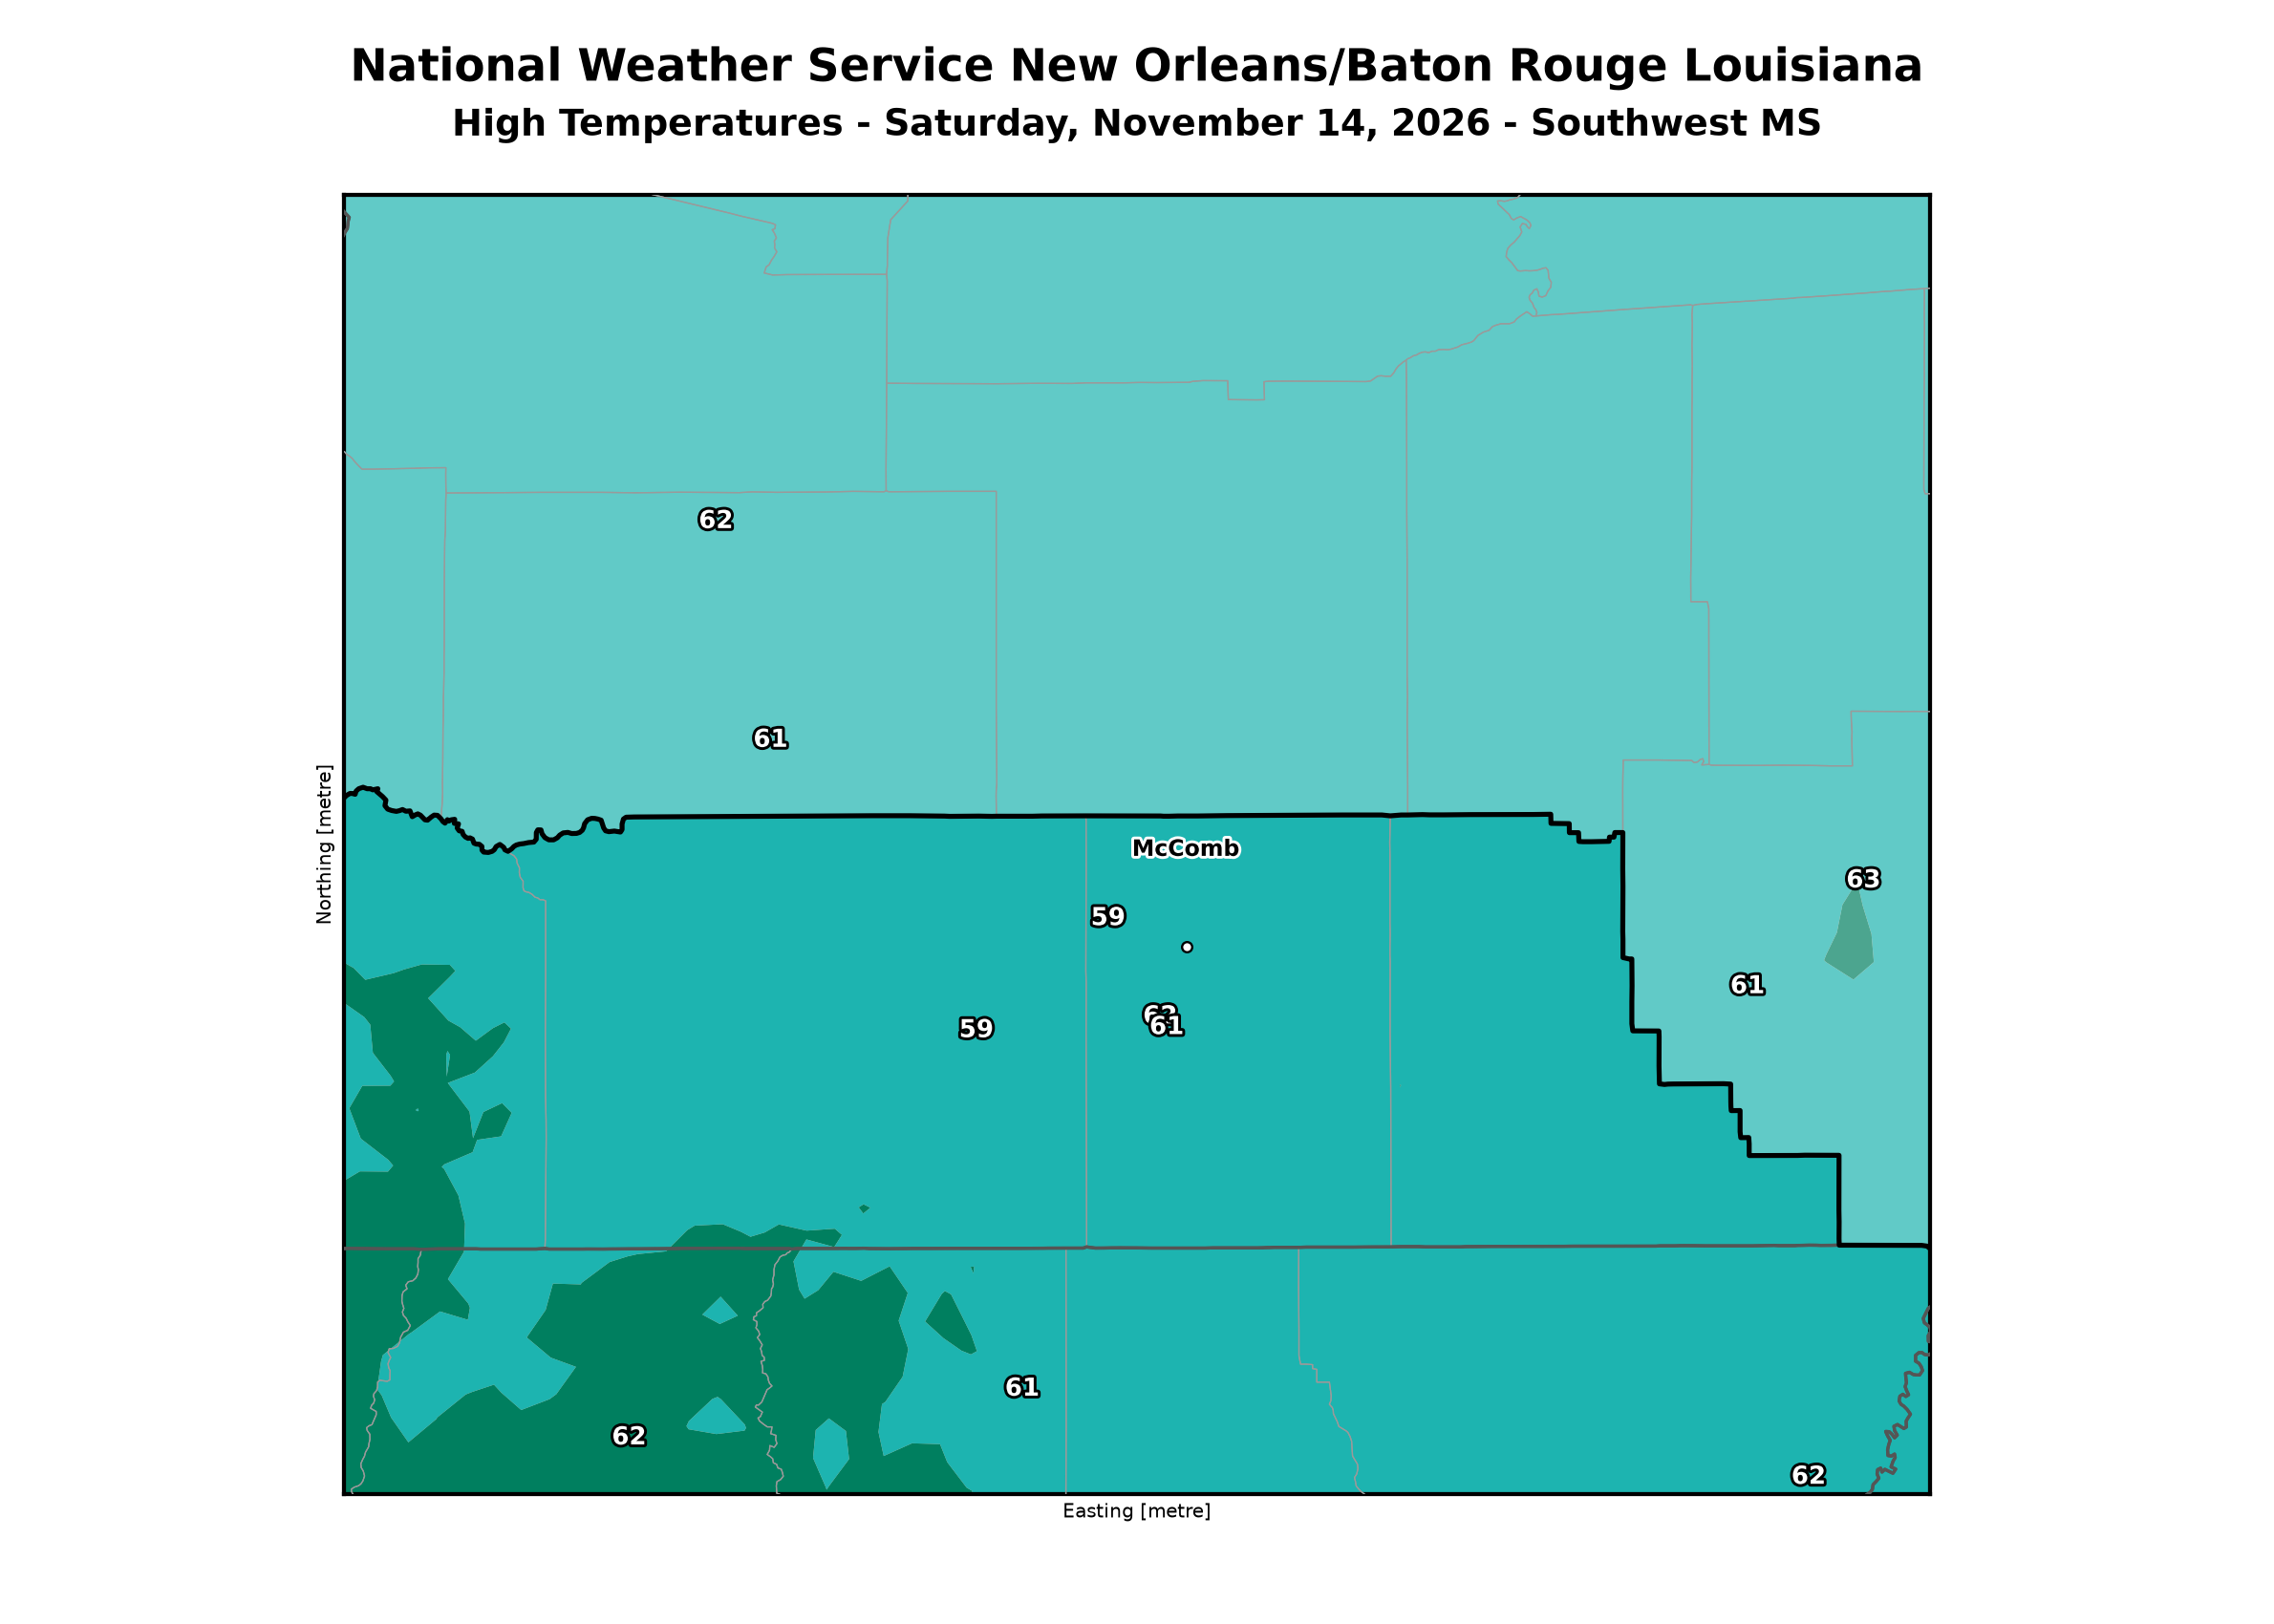 National Weather Service New Orleans/Baton Rouge Louisiana
High Temperatures - Saturday, November 14, 2026 - Southwest MS
62
61
McComb
63
59
61
59
61
61
62
62
Northing [metre]
Easting [metre]